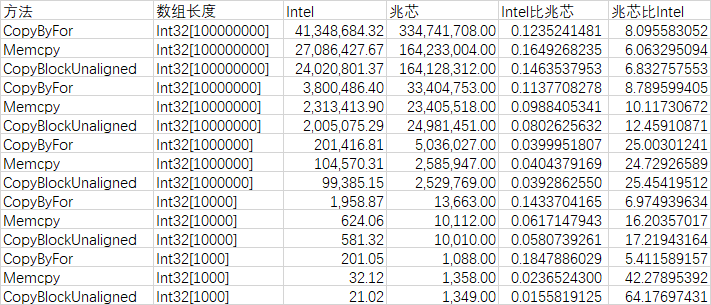 方法 数组长度 Intel 兆芯 Intel比兆芯 兆芯比Intel
CopyByFor Int32[100000000] 41,348,684.32 334,741,708.00 0.1235241481 8.095583052
Memcpy Int32[100000000] 27,086,427.67 164,233,004.00 0.1649268235 6.063295094
CopyBlockUnaligned Int32[100000000] 24,020,801.37 164,128,312.00 0.1463537953 6.832757553
CopyByFor Int32[10000000] 3,800,486.40 33,404,753.00 0.1137708278 8.789599405
Memcpy Int32[10000000] 2,313,413.90 23,405,518.00 0.0988405341 10.11730672
CopyBlockUnaligned Int32[10000000] 2,005,075.29 24,981,451.00 0.0802625632 12.45910871
CopyByFor Int32[1000000] 201,416.81 5,036,027.00 0.0399951807 25.00301241
Memcpy Int32[1000000] 104,570.31 2,585,947.00 0.0404379169 24.72926589
CopyBlockUnaligned Int32[1000000] 99,385.15 2,529,769.00 0.0392862550 25.45419512
CopyByFor Int32[10000] 1,958.87 13,663.00 0.1433704165 6.974939634
Memcpy Int32[10000] 624.06 10,112.00 0.0617147943 16.20357017
CopyBlockUnaligned Int32[10000] 581.32 10,010.00 0.0580739261 17.21943164
CopyByFor Int32[1000] 201.05 1,088.00 0.1847886029 5.411589157
Memcpy Int32[1000] 32.12 1,358.00 0.0236524300 42.27895392
CopyBlockUnaligned Int32[1000] 21.02 1,349.00 0.0155819125 64.17697431